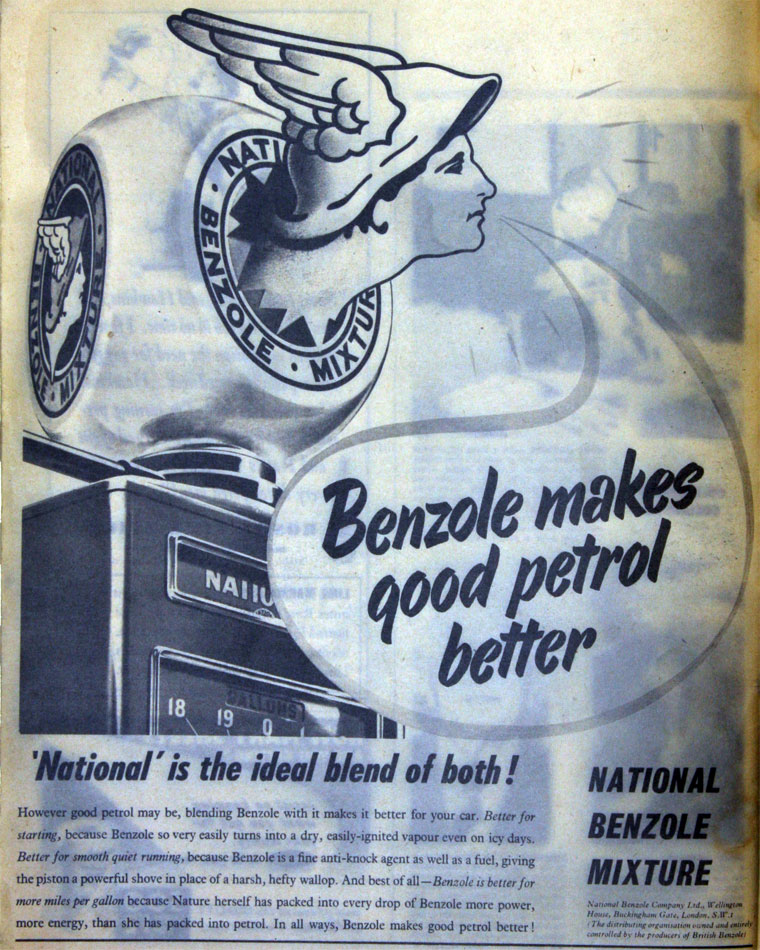 NATIONAL
BENZOLE
MIXTURE
NATI
BENZOLE
MIXTUR
NATIO
GALLONS
18 19 0 1
Benzole makes
good petrol
better
'National' is the ideal blend of both!
However good petrol may be, blending Benzole with it makes it better for your car. Better for
starting, because Benzole so very easily turns into a dry, easily-ignited vapour even on icy days.
Better for smooth quiet running, because Benzole is a fine anti-knock agent as well as a fuel, giving
the piston a powerful shove in place of a harsh, hefty wallop. And best of all—Benzole is better for
more miles per gallon because Nature herself has packed into every drop of Benzole more power,
more energy, than she has packed into petrol. In all ways, Benzole makes good petrol better!
NATIONAL
BENZOLE
MIXTURE
National Benzole Company Ltd., Wellington
House, Buckingham Gate, London, S.W.1
(The distributing organisation owned and entirely
controlled by the producers of British Benzole)